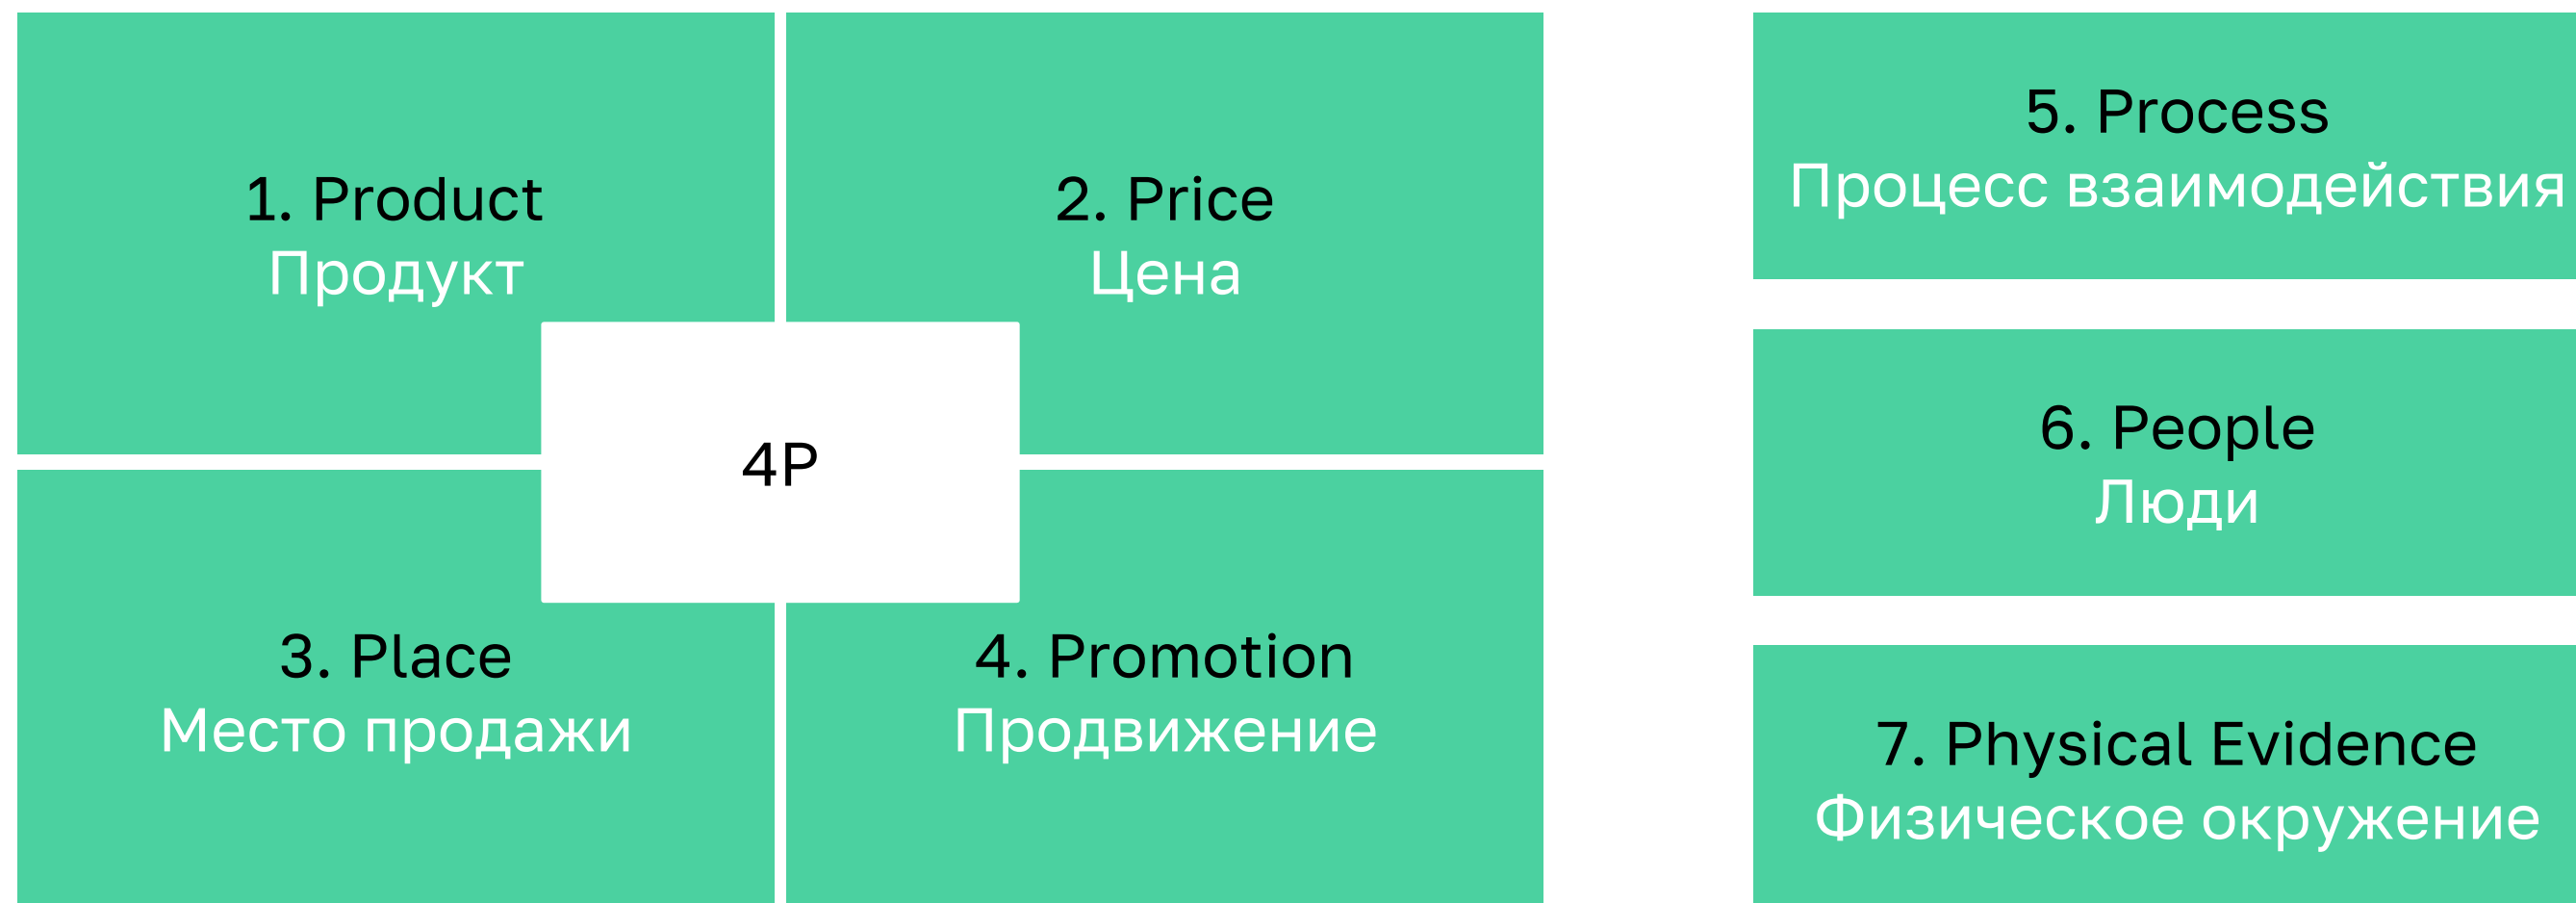 1. Product
Продукт
2. Price
Цена
4P
3. Place
Место продажи
4. Promotion
Продвижение
5. Process
Процесс взаимодействия
6. People
Люди
7. Physical Evidence
Физическое окружение